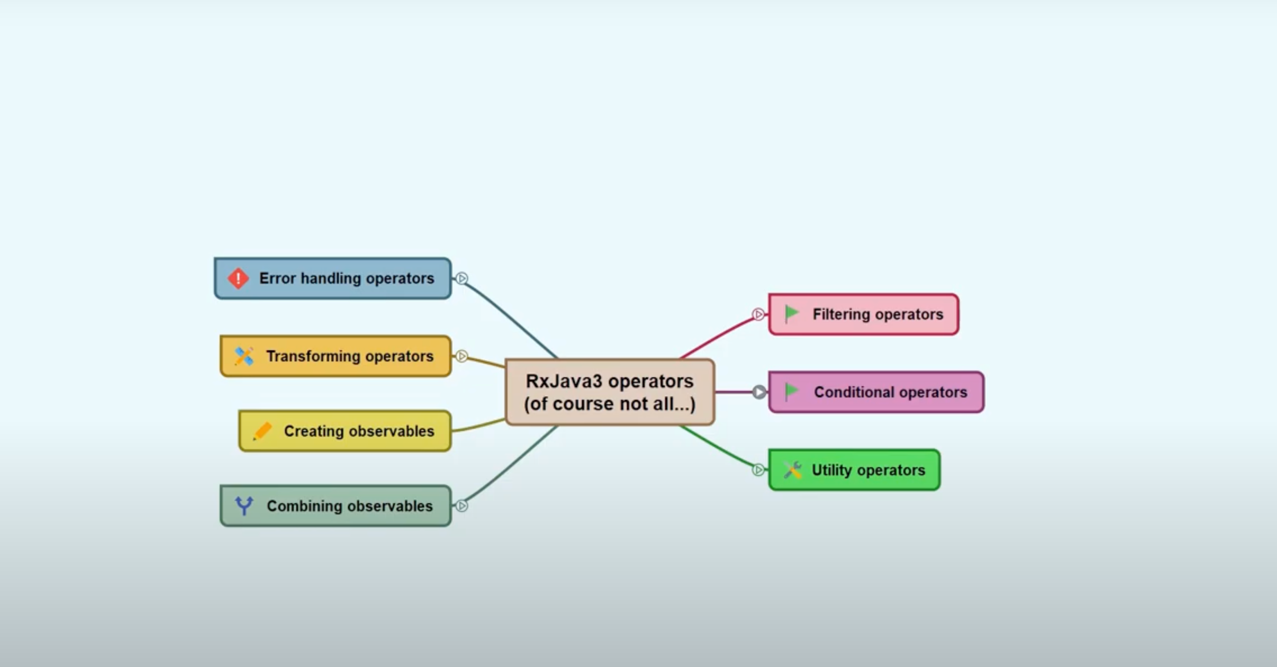 Error handling operators
Transforming operators
Creating observables
Combining observables
RxJava3 operators
(of course not all...)
Filtering operators
Conditional operators
Utility operators